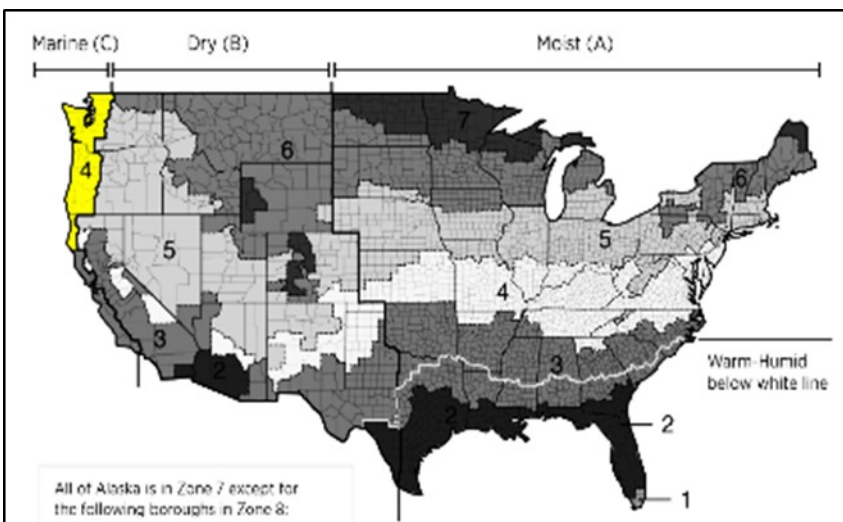 Marine (C)
Dry (B)
Moist (A)
7
6
6
4
5
5
4
3
3
2
2
2
1
Warm-Humid
below white line
All of Alaska is in Zone 7 except for
the following boroughs in Zone 8: